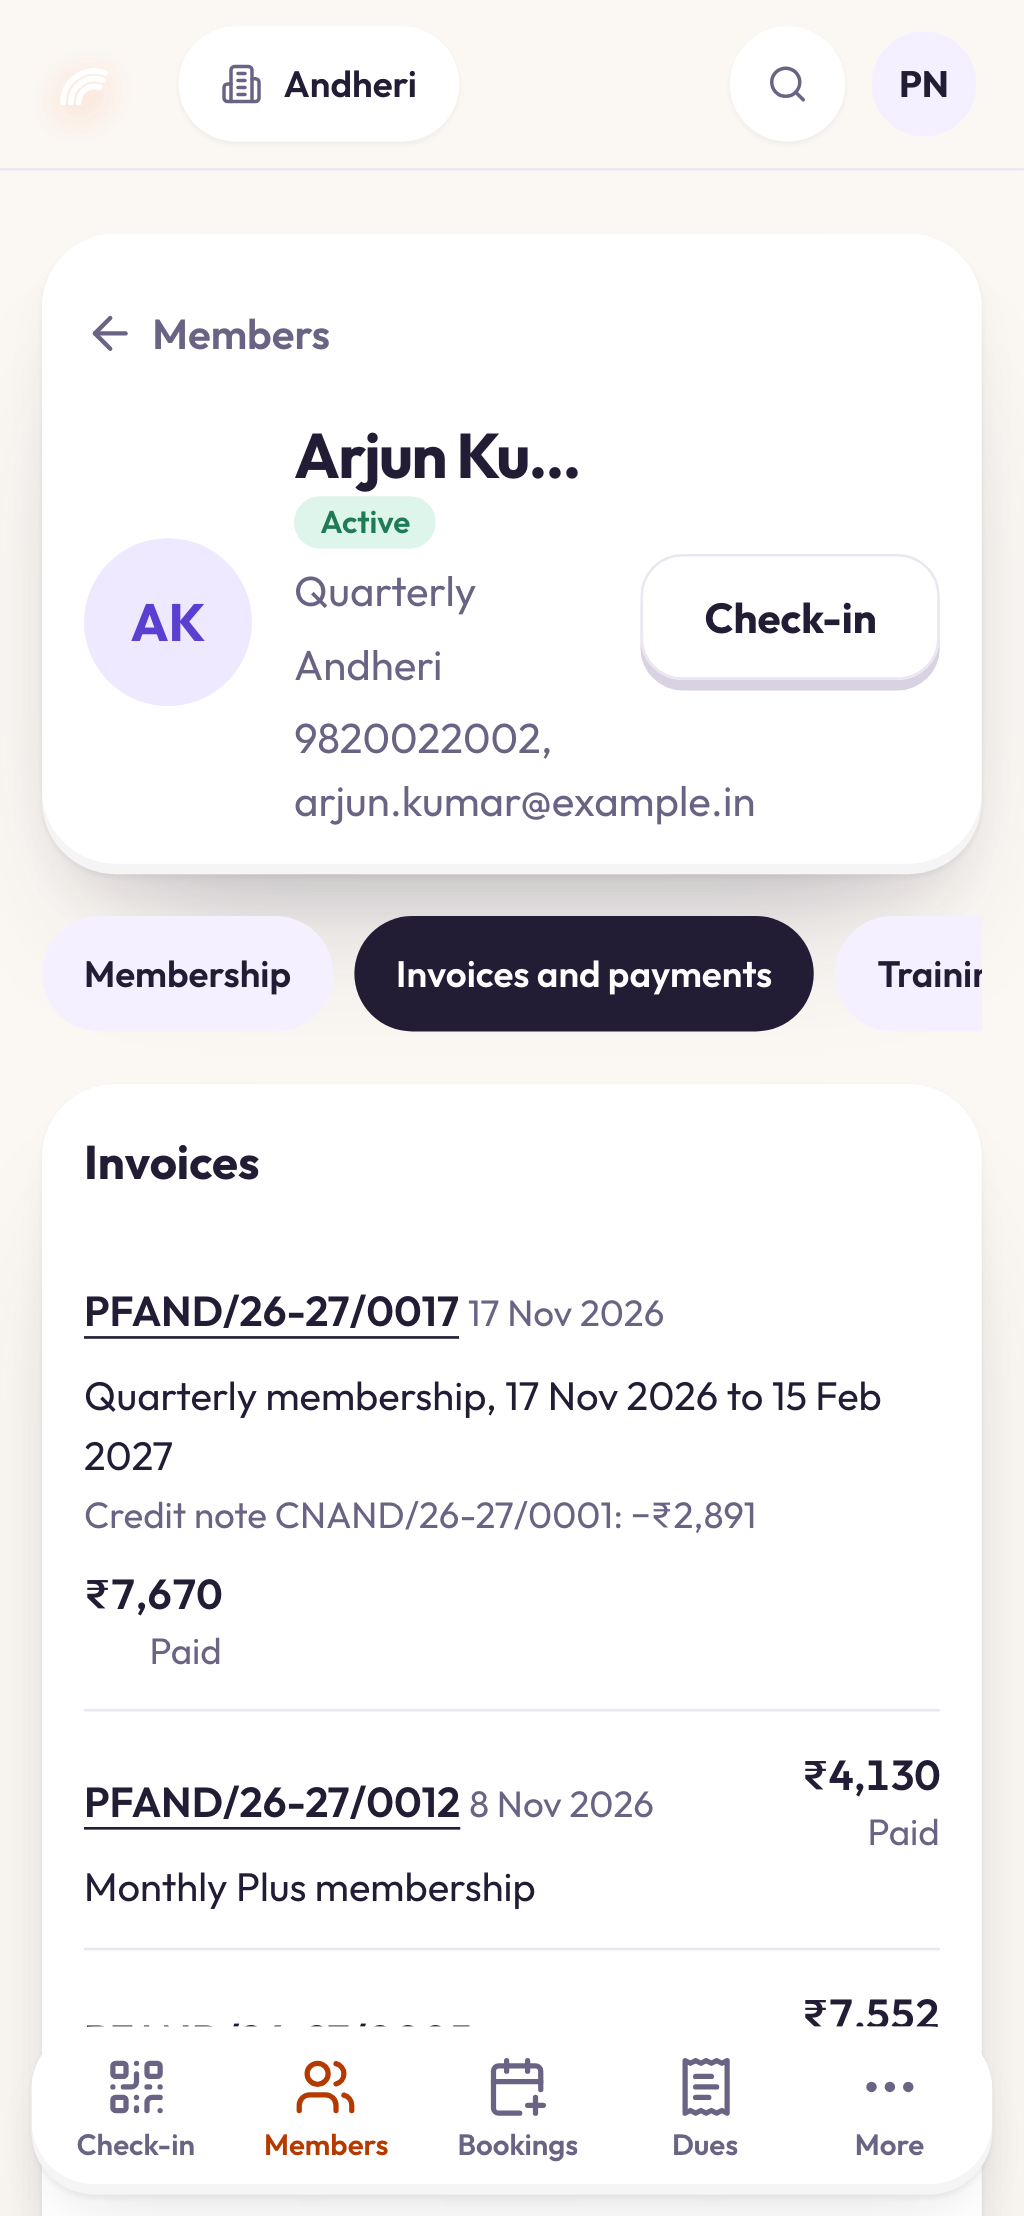 Andheri
PN
Members
Arjun Ku...
Active
AK
Quarterly
Check-in
Andheri
9820022002,
arjun.kumar@example.in
Membership
Invoices and payments
Invoices
PFAND/26-27/0017 17 Nov 2026
Quarterly membership, 17 Nov 2026 to 15 Feb
2027
Credit note CNAND/26-27/0001: −₹2,891
₹7,670
Paid
PFAND/26-27/0012 8 Nov 2026
₹4,130
Paid
Monthly Plus membership
₹7,552
Check-in
Members
Bookings
Dues
More